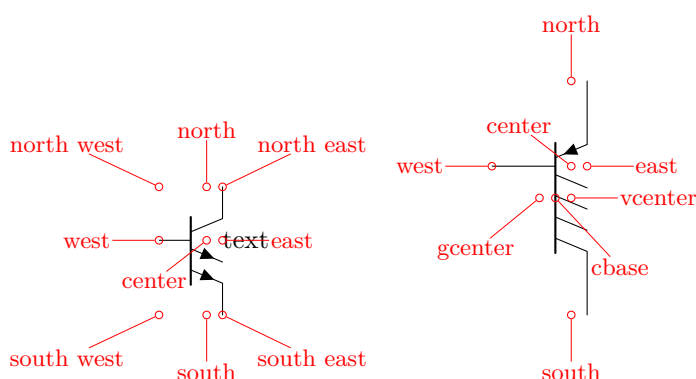 north
north
north west
north east
center
west
east
vcenter
west
text
east
gcenter
cbase
center
south west
south east
south
south